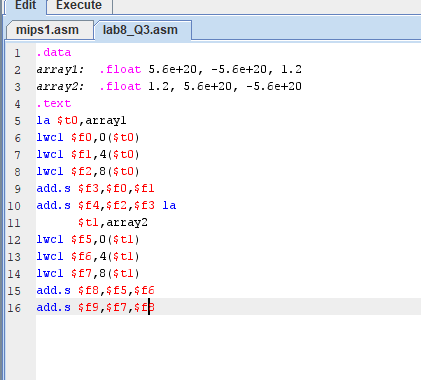 Edit Execute
mips1.asm lab8_Q3.asm
1 .data
2 array1: .float 5.6e+20, -5.6e+20, 1.2
3 array2: .float 1.2, 5.6e+20, -5.6e+20
4 .text
5 la $t0,array1
6 lwc1 $f0,0($t0)
7 lwc1 $f1,4($t0)
8 lwc1 $f2,8($t0)
9 add.s $f3,$f0,$f1
10 add.s $f4,$f2,$f3 la
11 $t1,array2
12 lwc1 $f5,0($t1)
13 lwc1 $f6,4($t1)
14 lwc1 $f7,8($t1)
15 add.s $f8,$f5,$f6
16 add.s $f9,$f7,$f8